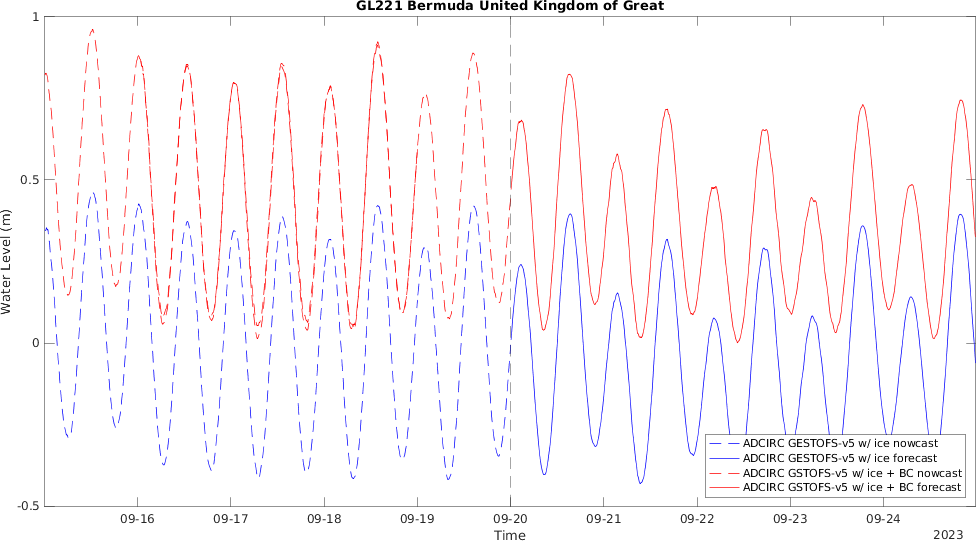 GL221 Bermuda United Kingdom of Great
1
0.5
0
-0.5
Water Level (m)
ADCIRC GESTOFS-v5 w/ ice nowcast
ADCIRC GESTOFS-v5 w/ ice forecast
ADCIRC GSTOFS-v5 w/ ice + BC nowcast
ADCIRC GSTOFS-v5 w/ ice + BC forecast
09-16 09-17 09-18 09-19 09-20 09-21 09-22 09-23 09-24
Time
2023